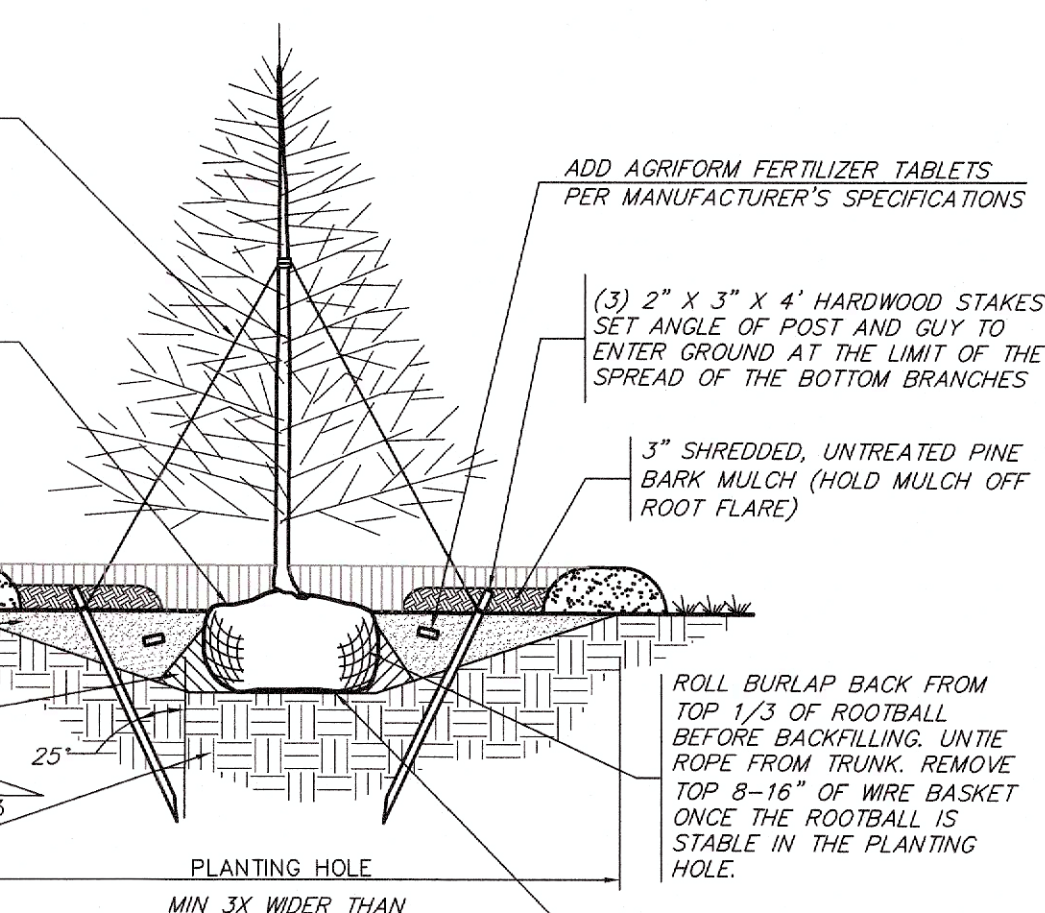 ADD AGRIFORM FERTILIZER TABLETS
PER MANUFACTURER'S SPECIFICATIONS
(3) 2" X 3" X 4' HARDWOOD STAKES
SET ANGLE OF POST AND GUY TO
ENTER GROUND AT THE LIMIT OF THE
SPREAD OF THE BOTTOM BRANCHES
3" SHREDDED, UNTREATED PINE
BARK MULCH (HOLD MULCH OFF
ROOT FLARE)
ROLL BURLAP BACK FROM
TOP 1/3 OF ROOTBALL
BEFORE BACKFILLING. UNTIE
ROPE FROM TRUNK. REMOVE
TOP 8-16" OF WIRE BASKET
ONCE THE ROOTBALL IS
STABLE IN THE PLANTING
HOLE.
25°
3
PLANTING HOLE
MIN 3X WIDER THAN